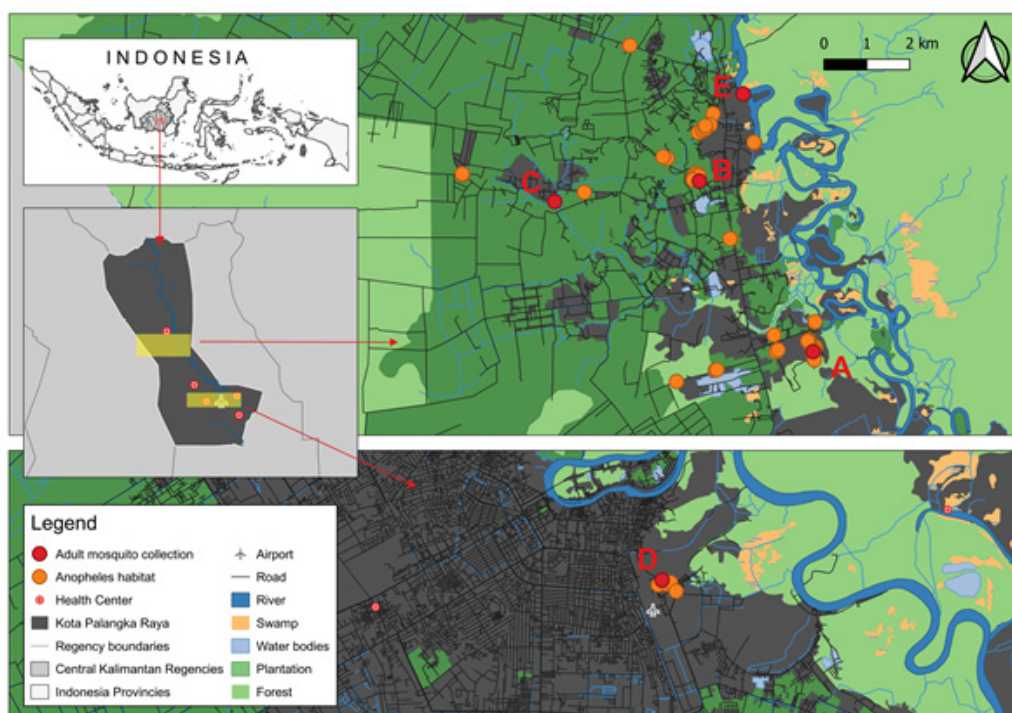 INDONESIA
0 1 2 km
E
B
C
A
D
Legend
Adult mosquito collection
Anopheles habitat
Health Center
Kota Palangka Raya
Regency boundaries
Central Kalimantan Regencies
Indonesia Provinces
Airport
Road
River
Swamp
Water bodies
Plantation
Forest